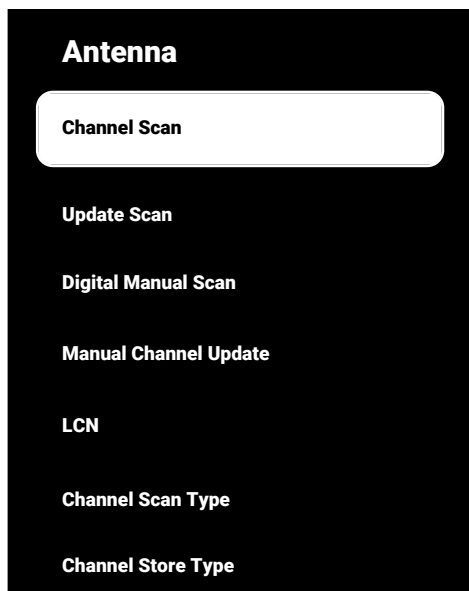 Antenna
Channel Scan
Update Scan
Digital Manual Scan
Manual Channel Update
LCN
Channel Scan Type
Channel Store Type